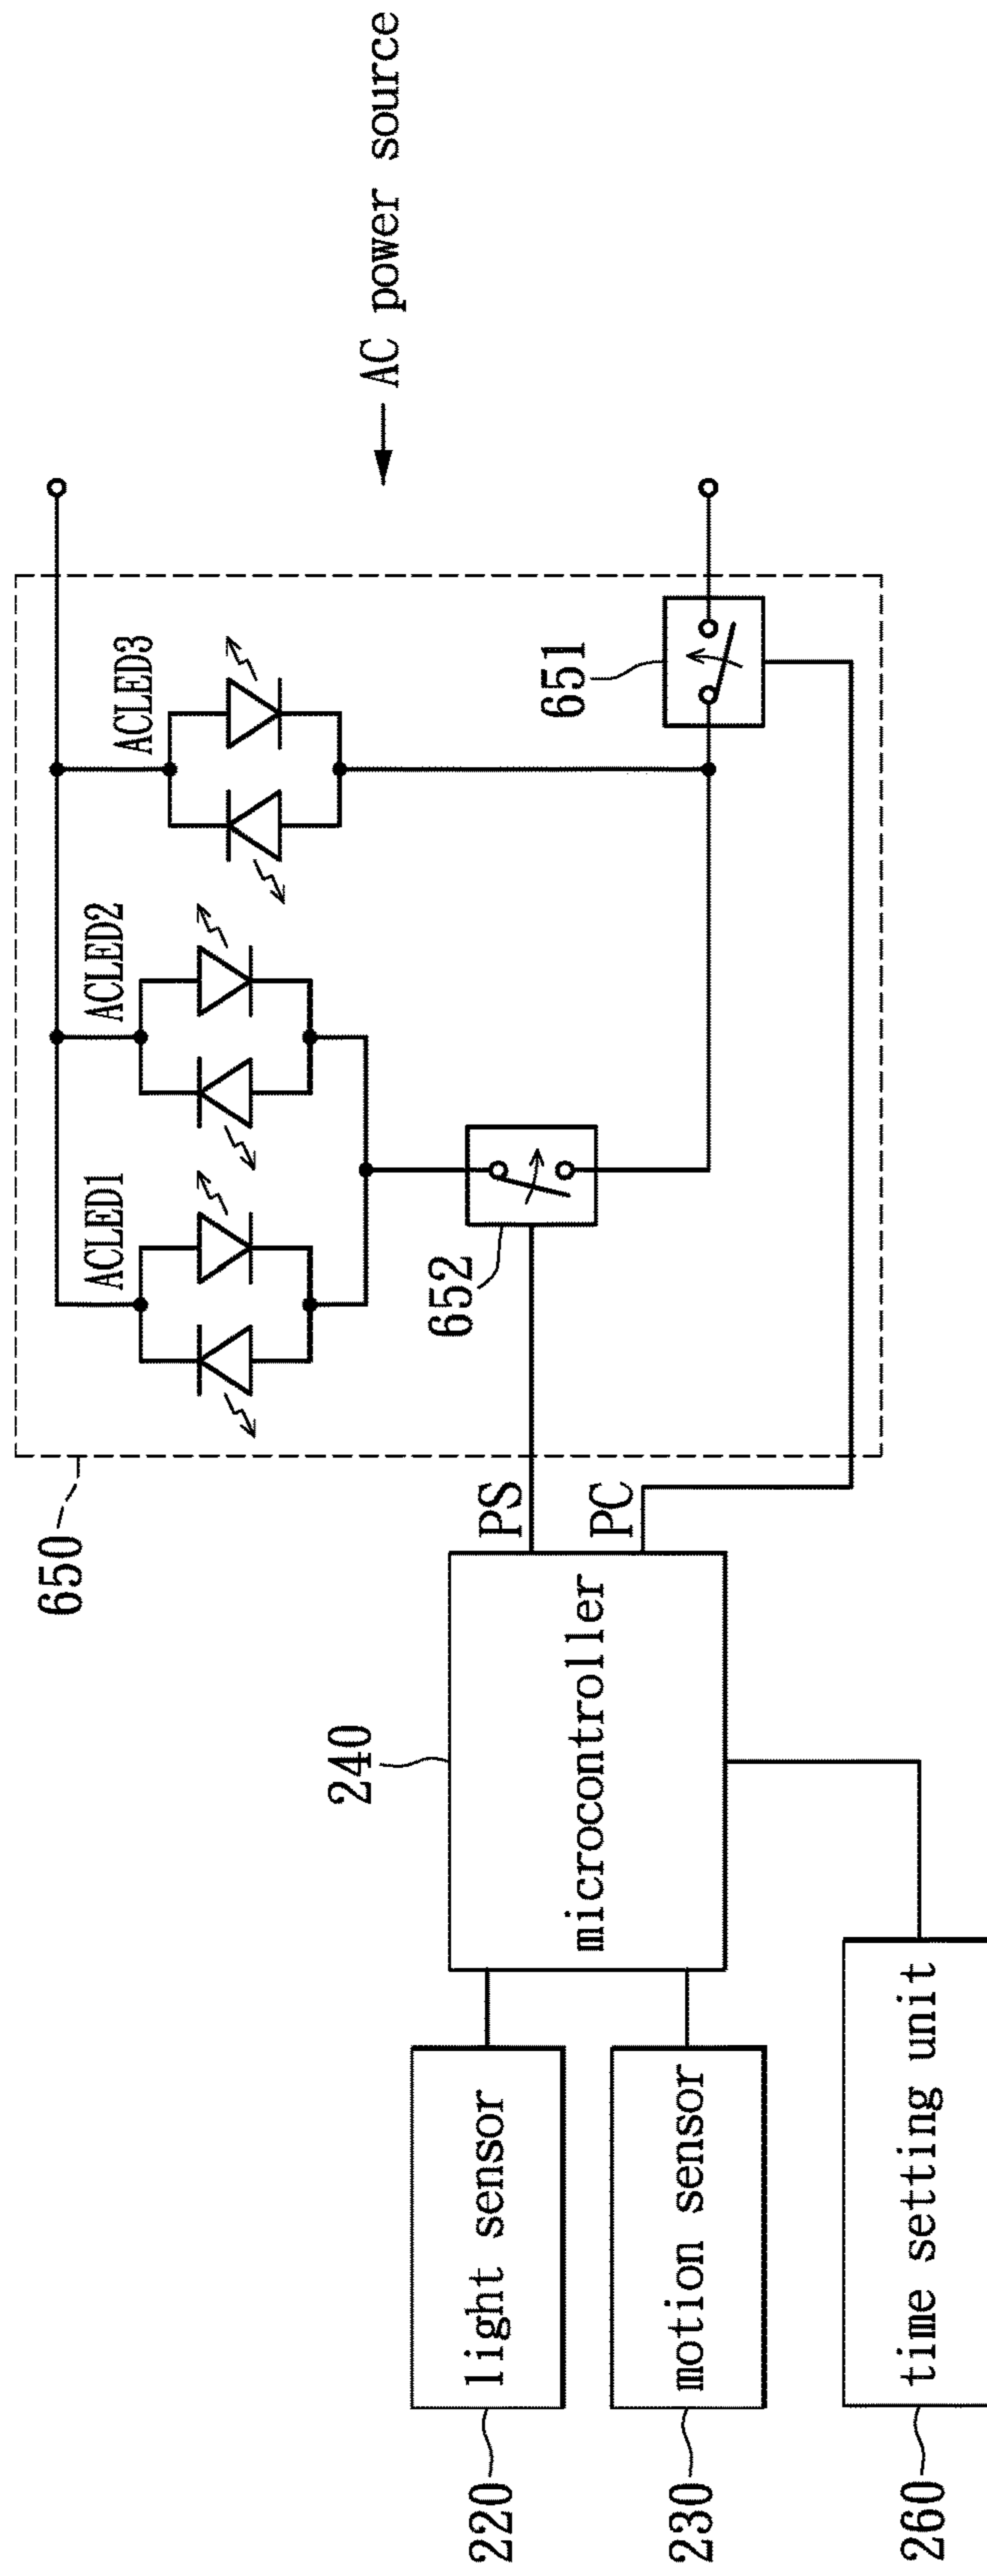 220
light sensor
230
motion sensor
260
time setting unit
240
microcontroller
PS
PC
650
ACLED1
ACLED2
ACLED3
652
651
AC power source